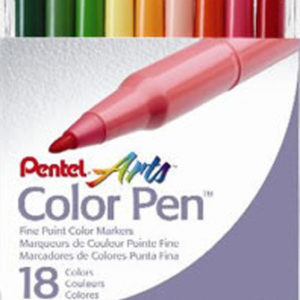 Pentel Arts
Color Pen™
Fine Point Color Markers
Marqueurs de Couleur Pointe Fine
Marcadores de Colores Punta Fina
18 Colors
Couleurs
Colores